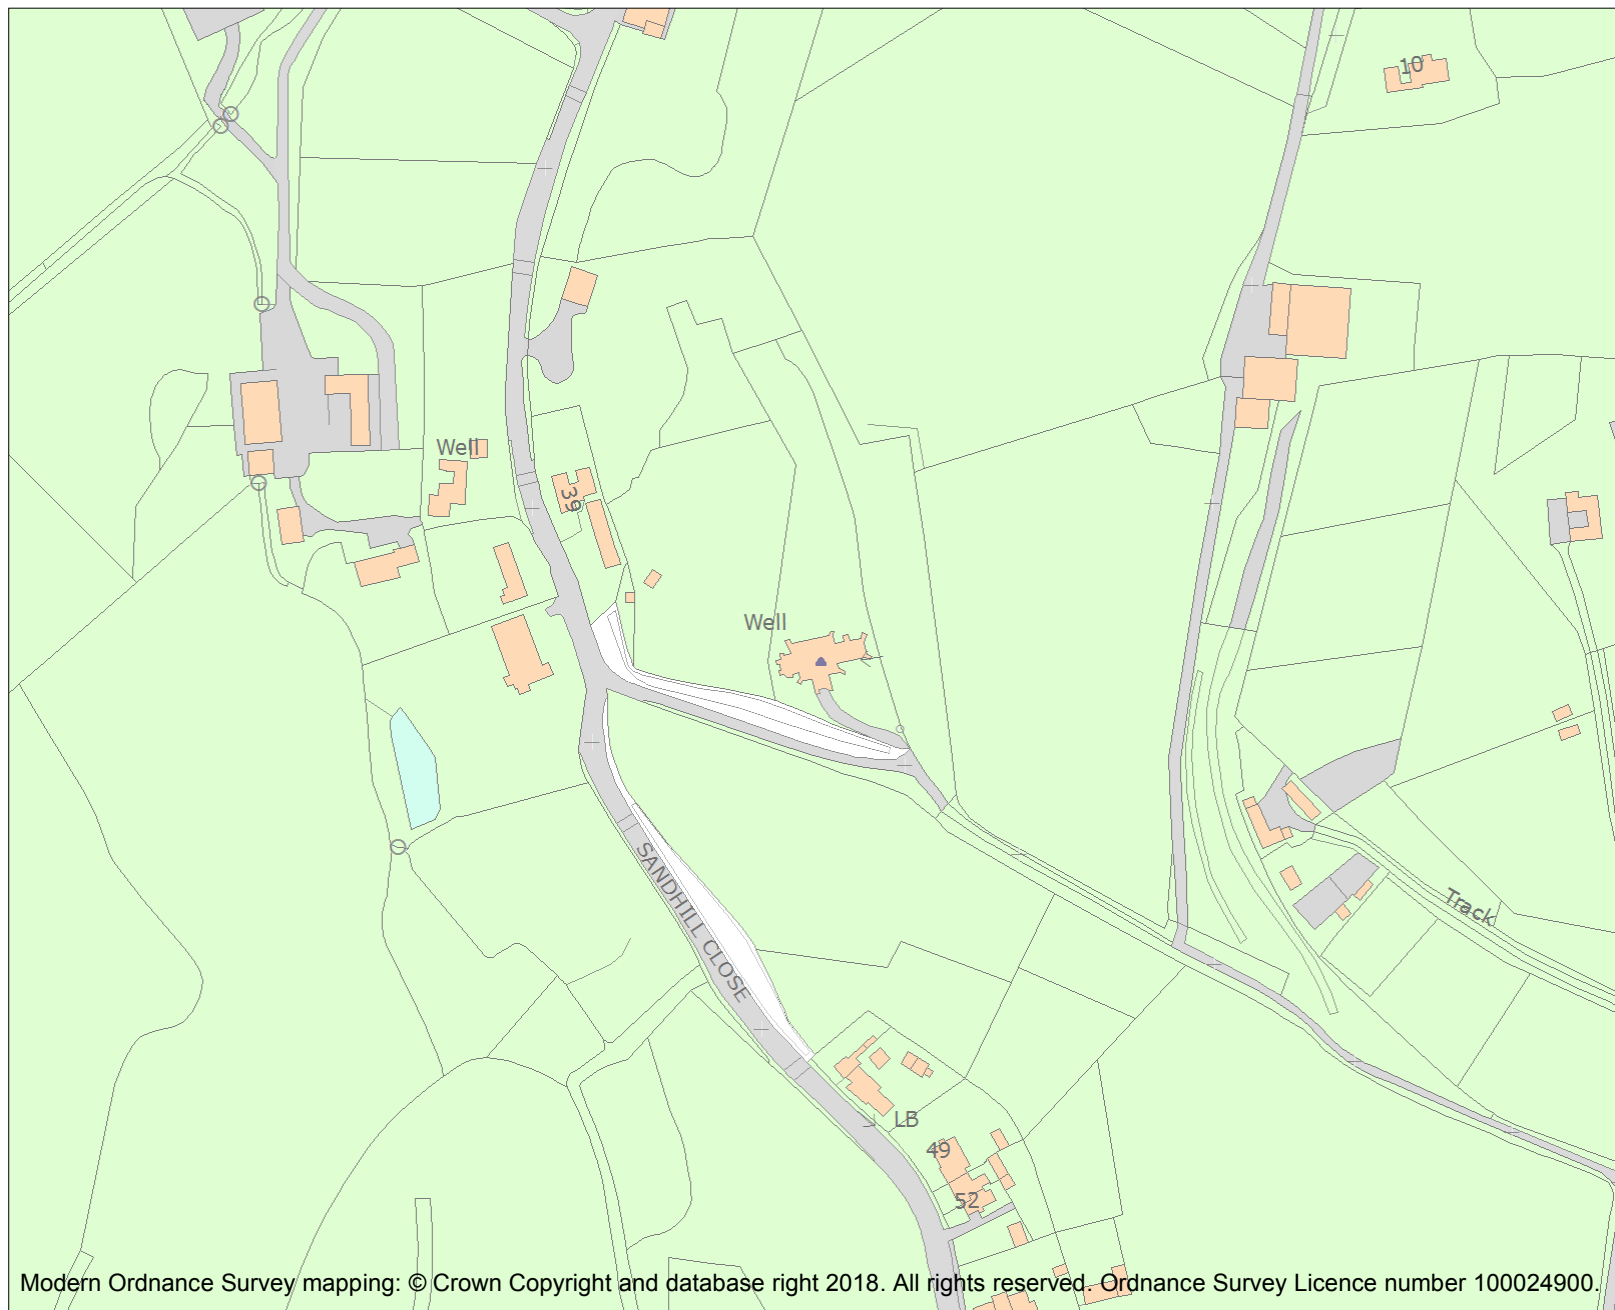 10
Well
39
Well
SANDHILL CLOSE
Track
LB
49
52
Modern Ordnance Survey mapping: © Crown Copyright and database right 2018. All rights reserved. Ordnance Survey Licence number 100024900.